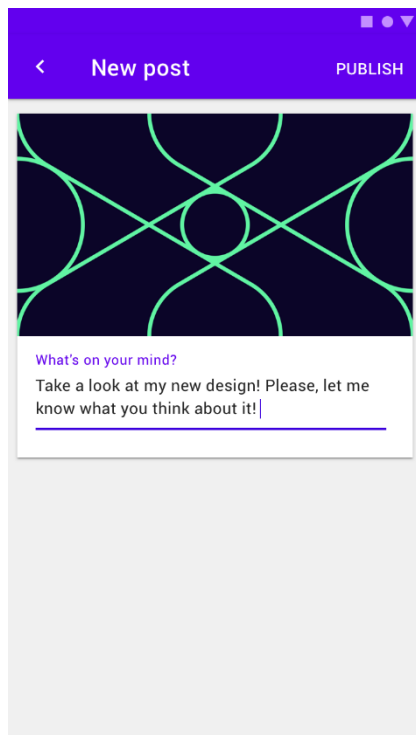 New post
PUBLISH
What's on your mind?
Take a look at my new design! Please, let me
know what you think about it!